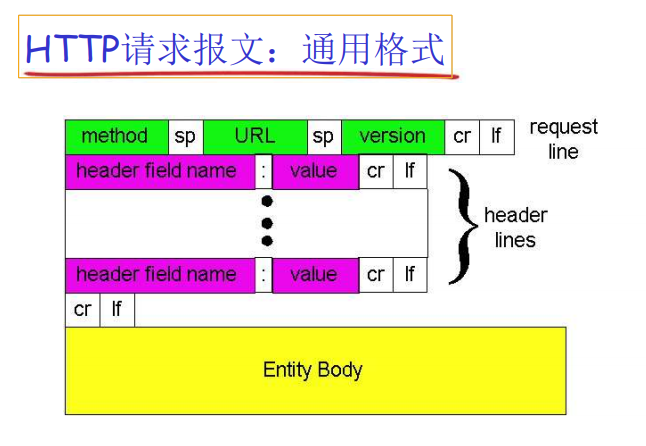 HTTP请求报文：通用格式
method sp URL sp version cr lf request line
header field name : value cr lf
header lines
header field name : value cr lf
cr lf
Entity Body